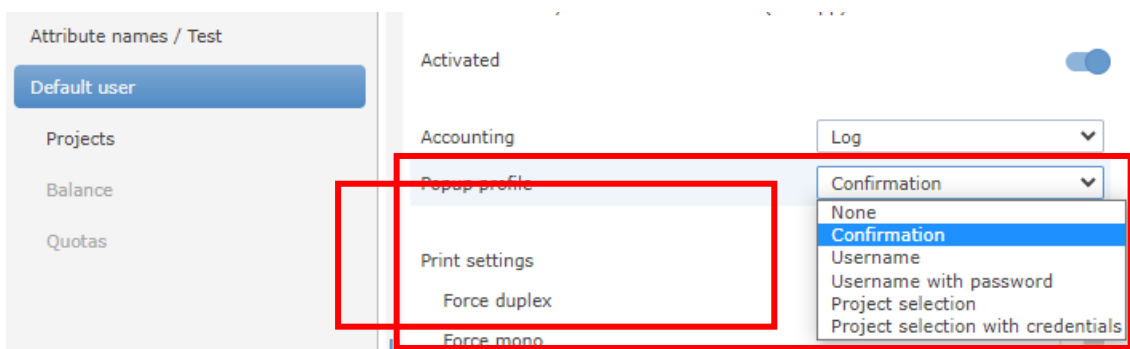 Attribute names / Test
Activated
Default user
Projects
Accounting
Log
Popup profile
Confirmation
Balance
None
Confirmation
Quotas
Username
Print settings
Username with password
Force duplex
Project selection
Project selection with credentials
Force mono